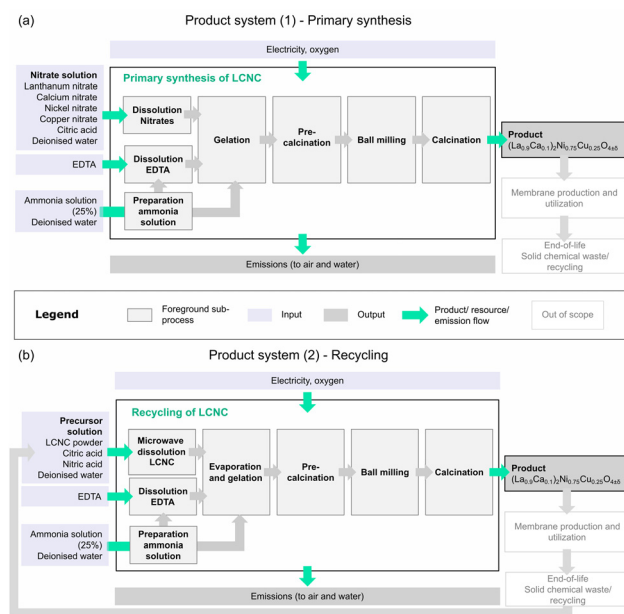 (a)
Product system (1) - Primary synthesis
Electricity, oxygen
Nitrate solution
Lanthanum nitrate
Calcium nitrate
Nickel nitrate
Copper nitrate
Citric acid
Deionised water
EDTA
Ammonia solution
(25%)
Deionised water
Primary synthesis of LCNC
Dissolution
Nitrates
Dissolution
EDTA
Preparation
ammonia
solution
Gelation
Pre-
calcination
Ball milling
Calcination
Product
(La₀.₉Ca₀.₁)₂Ni₀.₇₅Cu₀.₂₅O₄±δ
Membrane production and
utilization
End-of-life
Solid chemical waste/
recycling
Emissions (to air and water)
Legend
Foreground sub-
process
Input
Output
Product/ resource/
emission flow
Out of scope
(b)
Product system (2) - Recycling
Electricity, oxygen
Precursor
solution
LCNC powder
Citric acid
Nitric acid
Deionised water
EDTA
Ammonia solution
(25%)
Deionised water
Recycling of LCNC
Microwave
dissolution
LCNC
Dissolution
EDTA
Preparation
ammonia
solution
Evaporation
and gelation
Pre-
calcination
Ball milling
Calcination
Product
(La₀.₉Ca₀.₁)₂Ni₀.₇₅Cu₀.₂₅O₄±δ
Membrane production and
utilization
End-of-life
Solid chemical waste/
recycling
Emissions (to air and water)